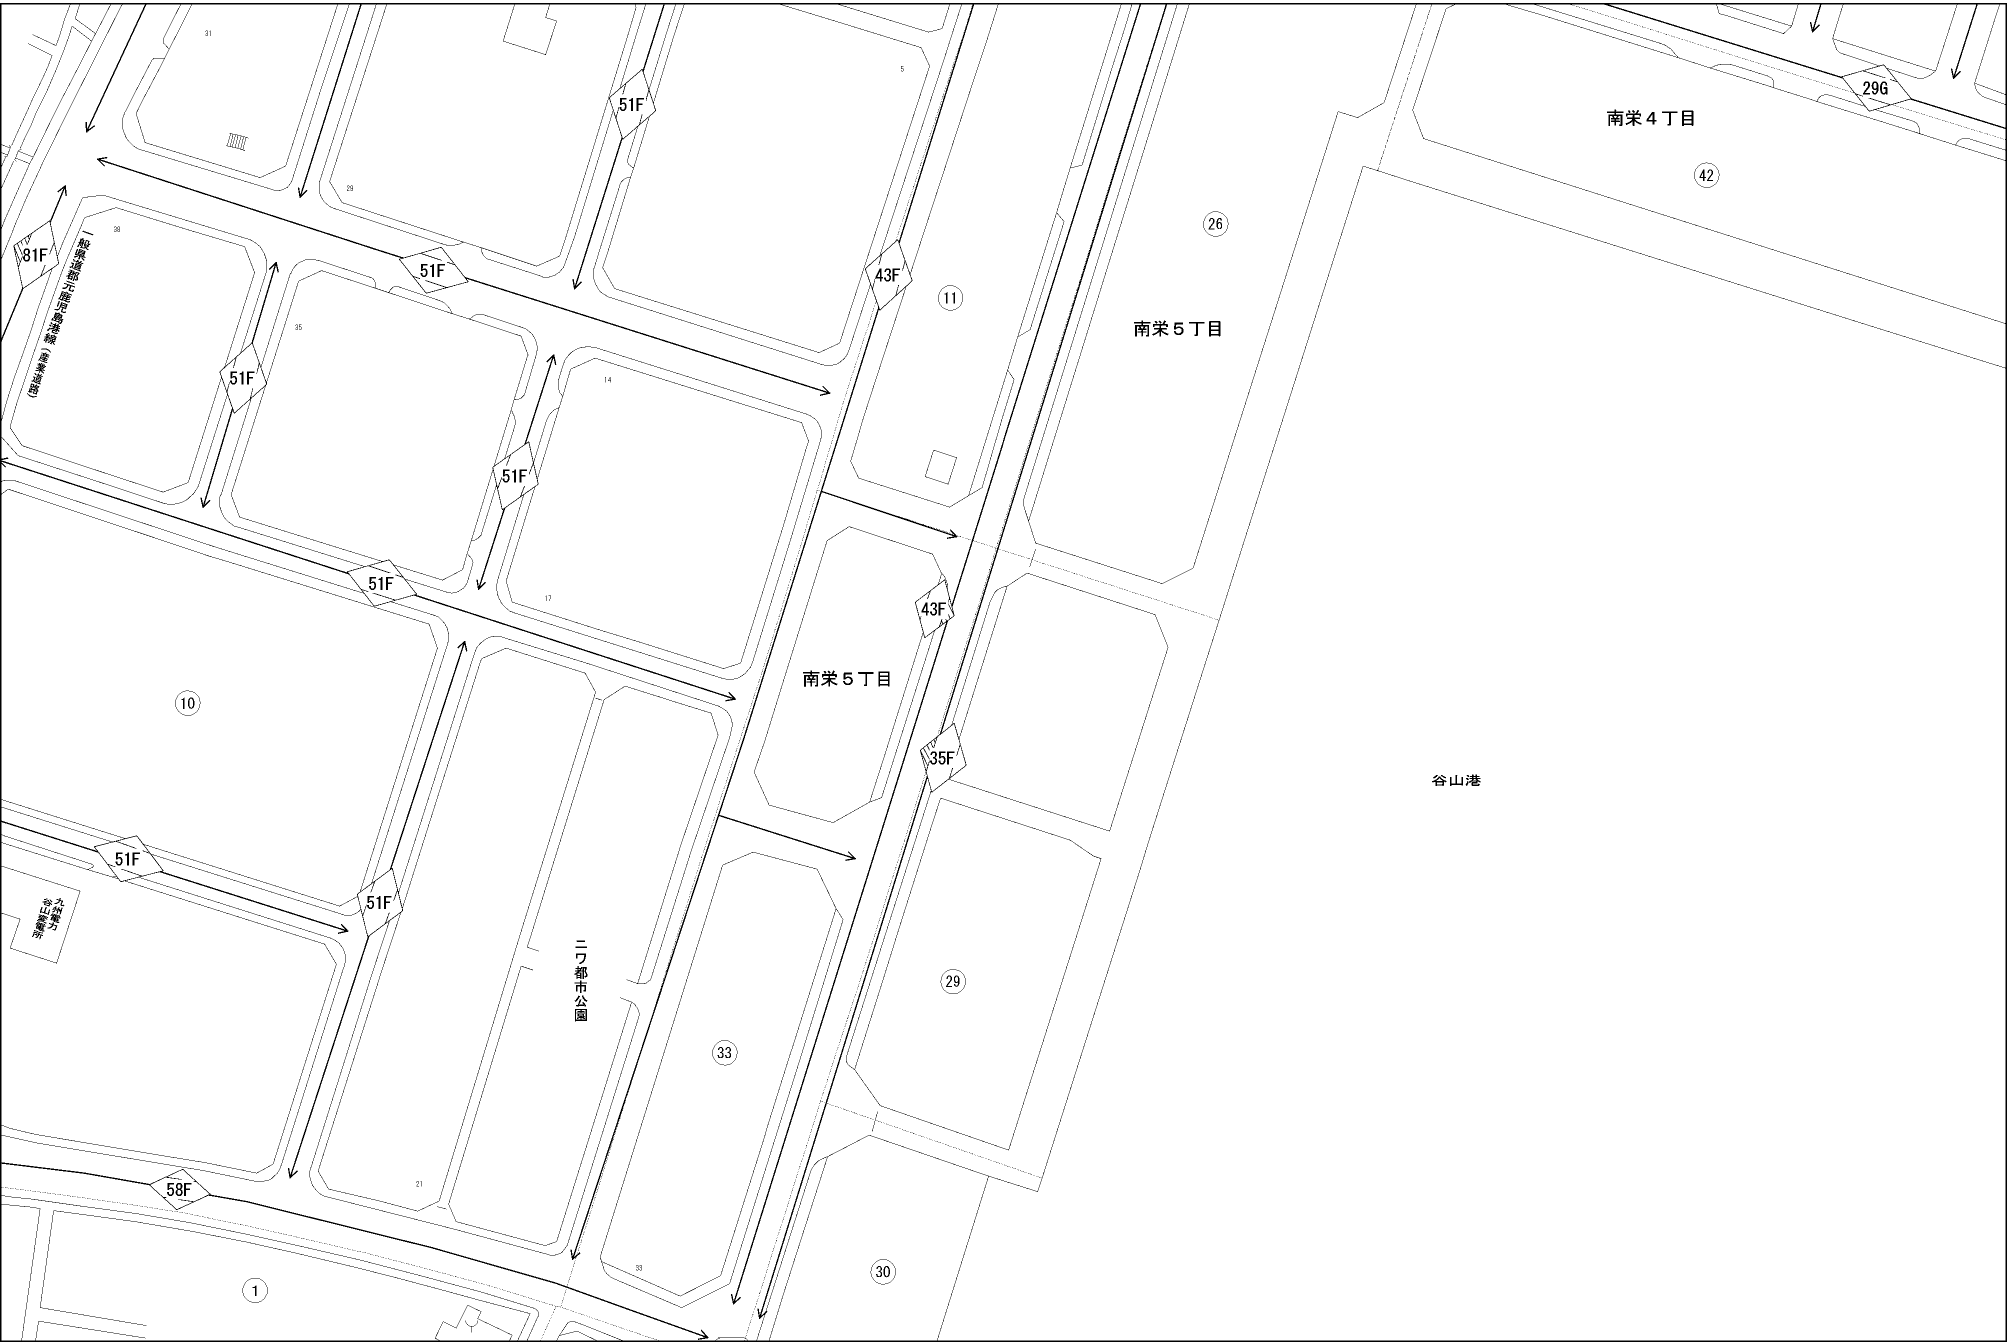 31
5
51F
29G
南栄４丁目
42
29
26
38
81F
一般県道郡元鹿児島港線（産業道路）
51F
43F
11
35
南栄５丁目
51F
14
51F
51F
17
43F
南栄５丁目
10
35F
谷山港
51F
51F
九州電力
谷山変電所
ニワ都市公園
29
33
21
58F
33
30
1